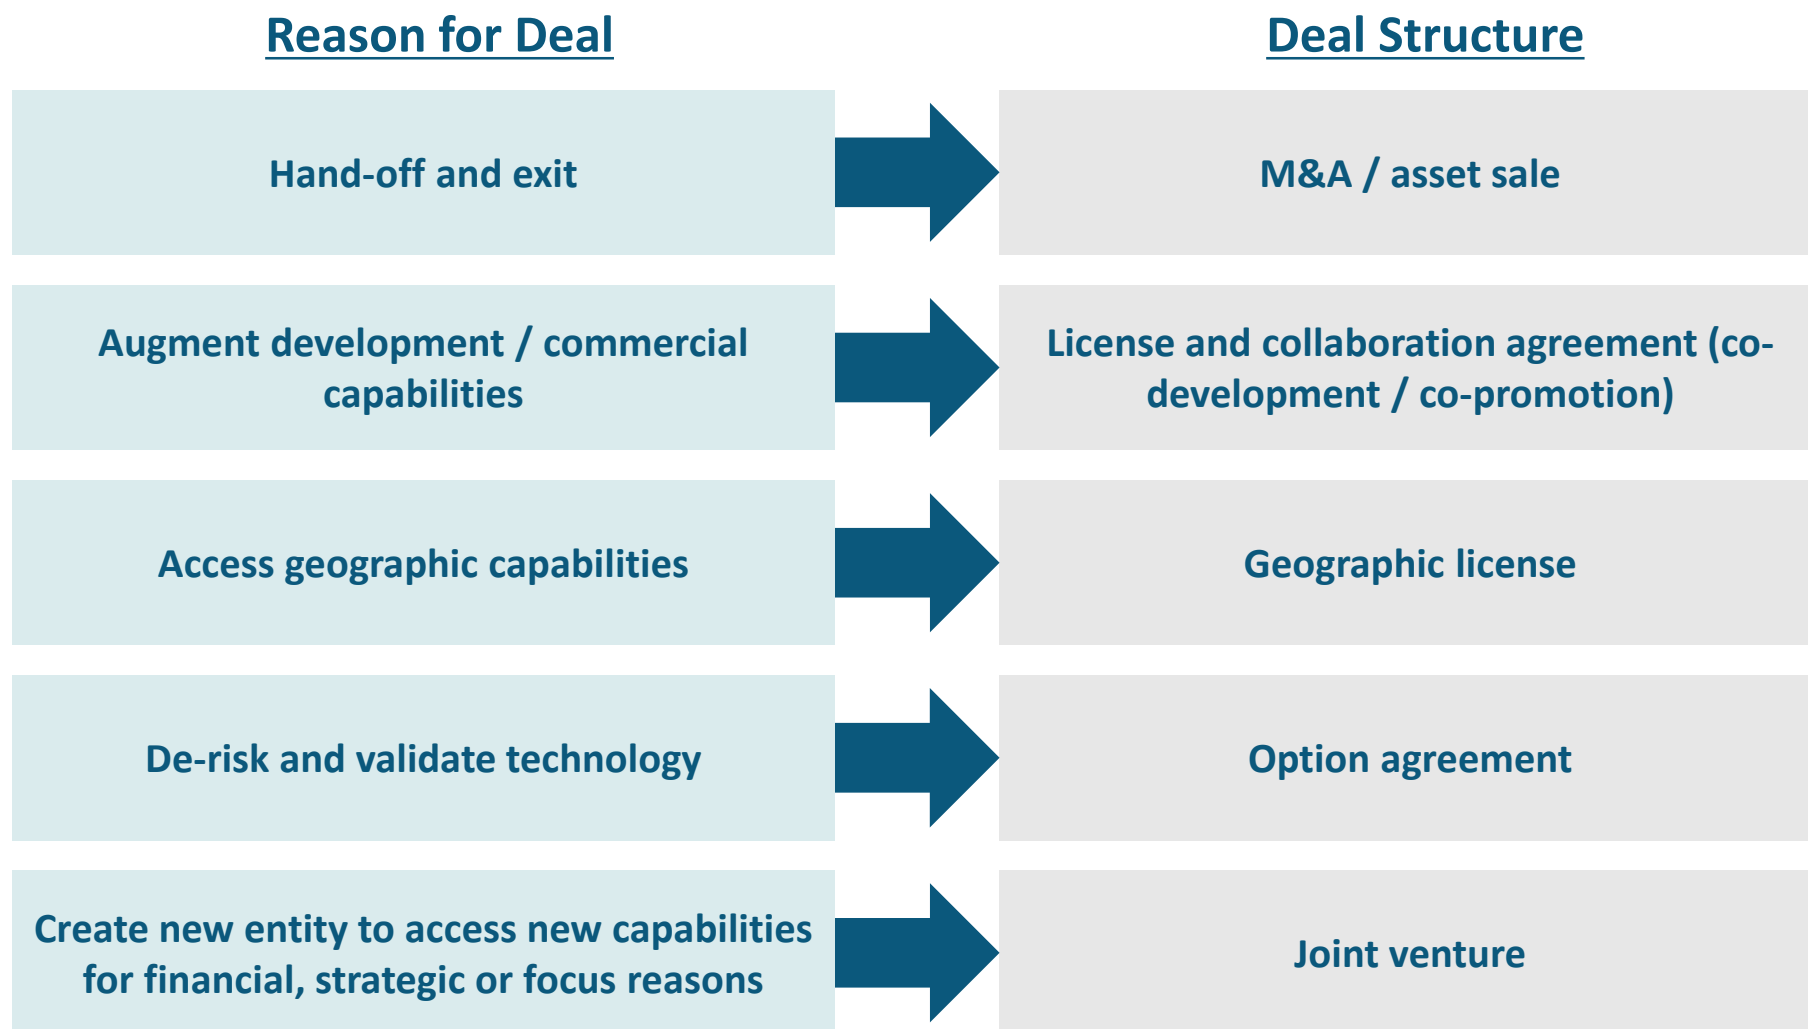 Reason for Deal
Deal Structure
Hand-off and exit
M&A / asset sale
Augment development / commercial
capabilities
License and collaboration agreement (co-
development / co-promotion)
Access geographic capabilities
Geographic license
De-risk and validate technology
Option agreement
Create new entity to access new capabilities
for financial, strategic or focus reasons
Joint venture